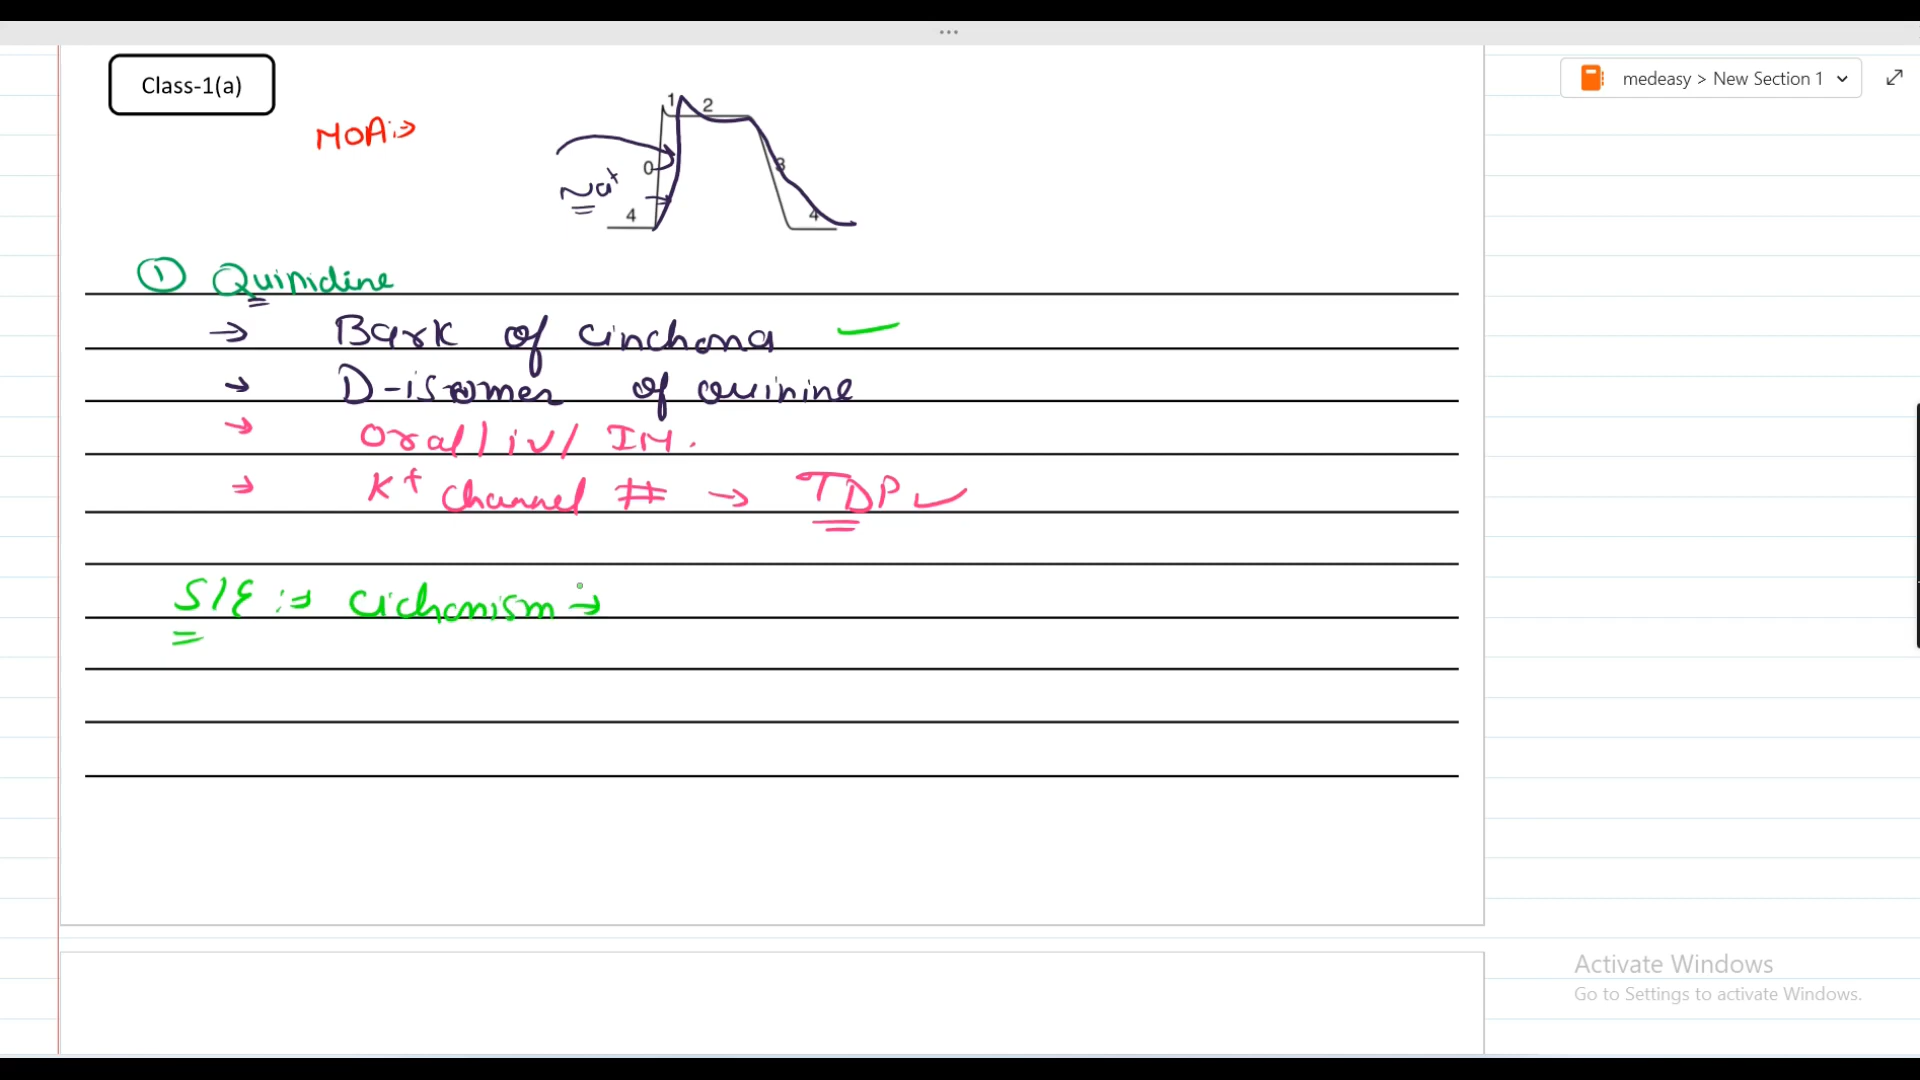 ...
medeasy > New Section 1
Class-1(a)
MOA:→
1 2
Na⁺ 0 3
4 4
① Quinidine
→ Bark of cinchona
→ D-isomer of quinine
→ Oral/iv/IM.
→ K⁺ channel # → TDP ✓
S/E :→ Cichonism →
Activate Windows
Go to Settings to activate Windows.